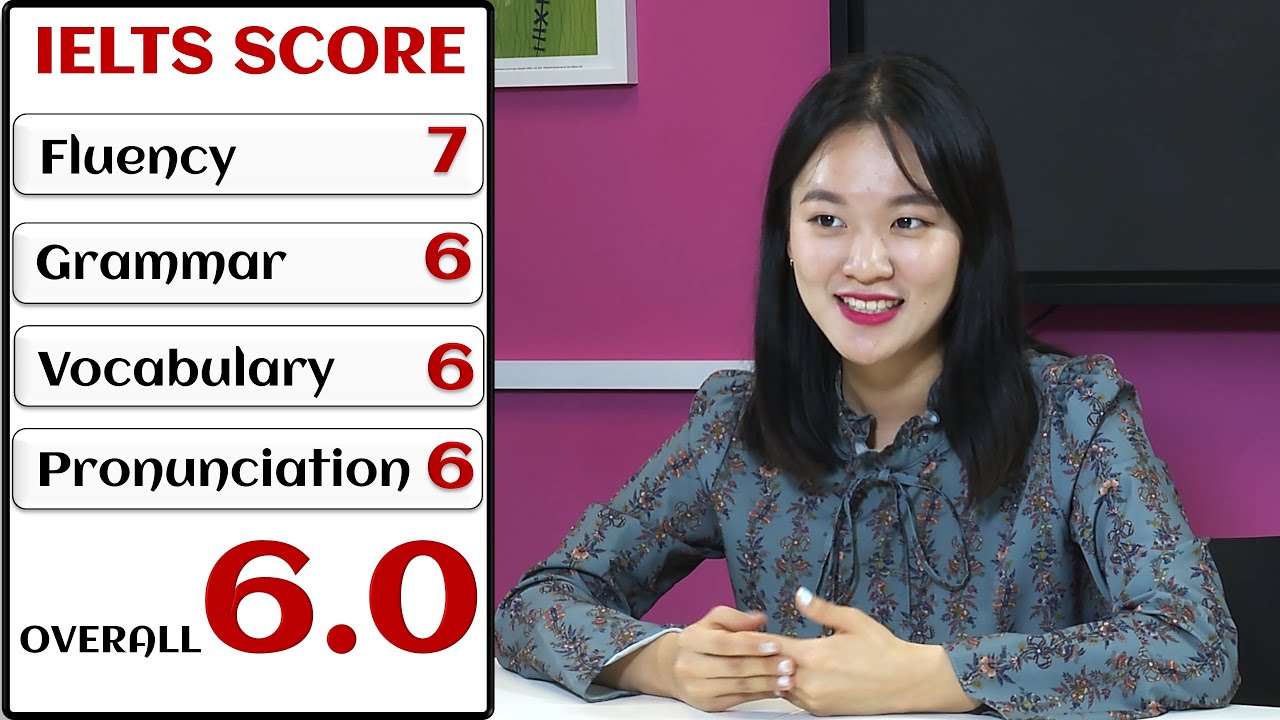 IELTS SCORE
Fluency 7
Grammar 6
Vocabulary 6
Pronunciation 6
OVERALL 6.0